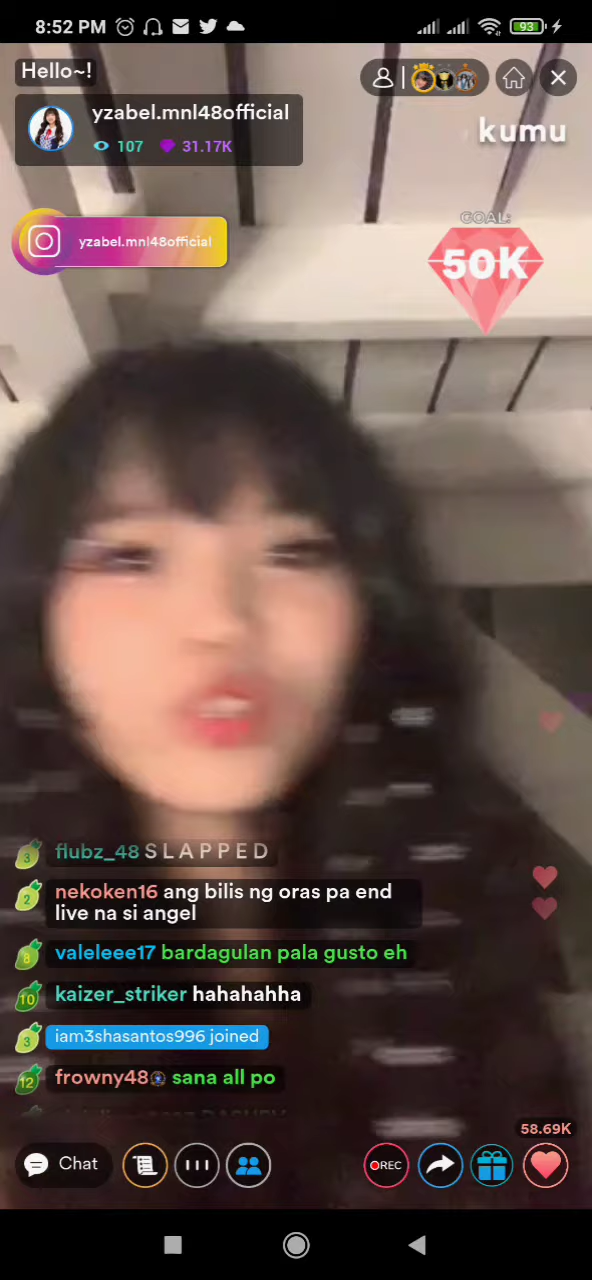 8:52 PM
93
Hello~!
yzabel.mnl48official
107 31.17K
kumu
yzabel.mnl48official
GOAL:
50K
3 flubz_48 S L A P P E D
2 nekoken16 ang bilis ng oras pa end
live na si angel
8 valeleee17 bardagulan pala gusto eh
10 kaizer_striker hahahahha
3 iam3shasantos996 joined
12 frowny48 sana all po
58.69K
Chat
REC